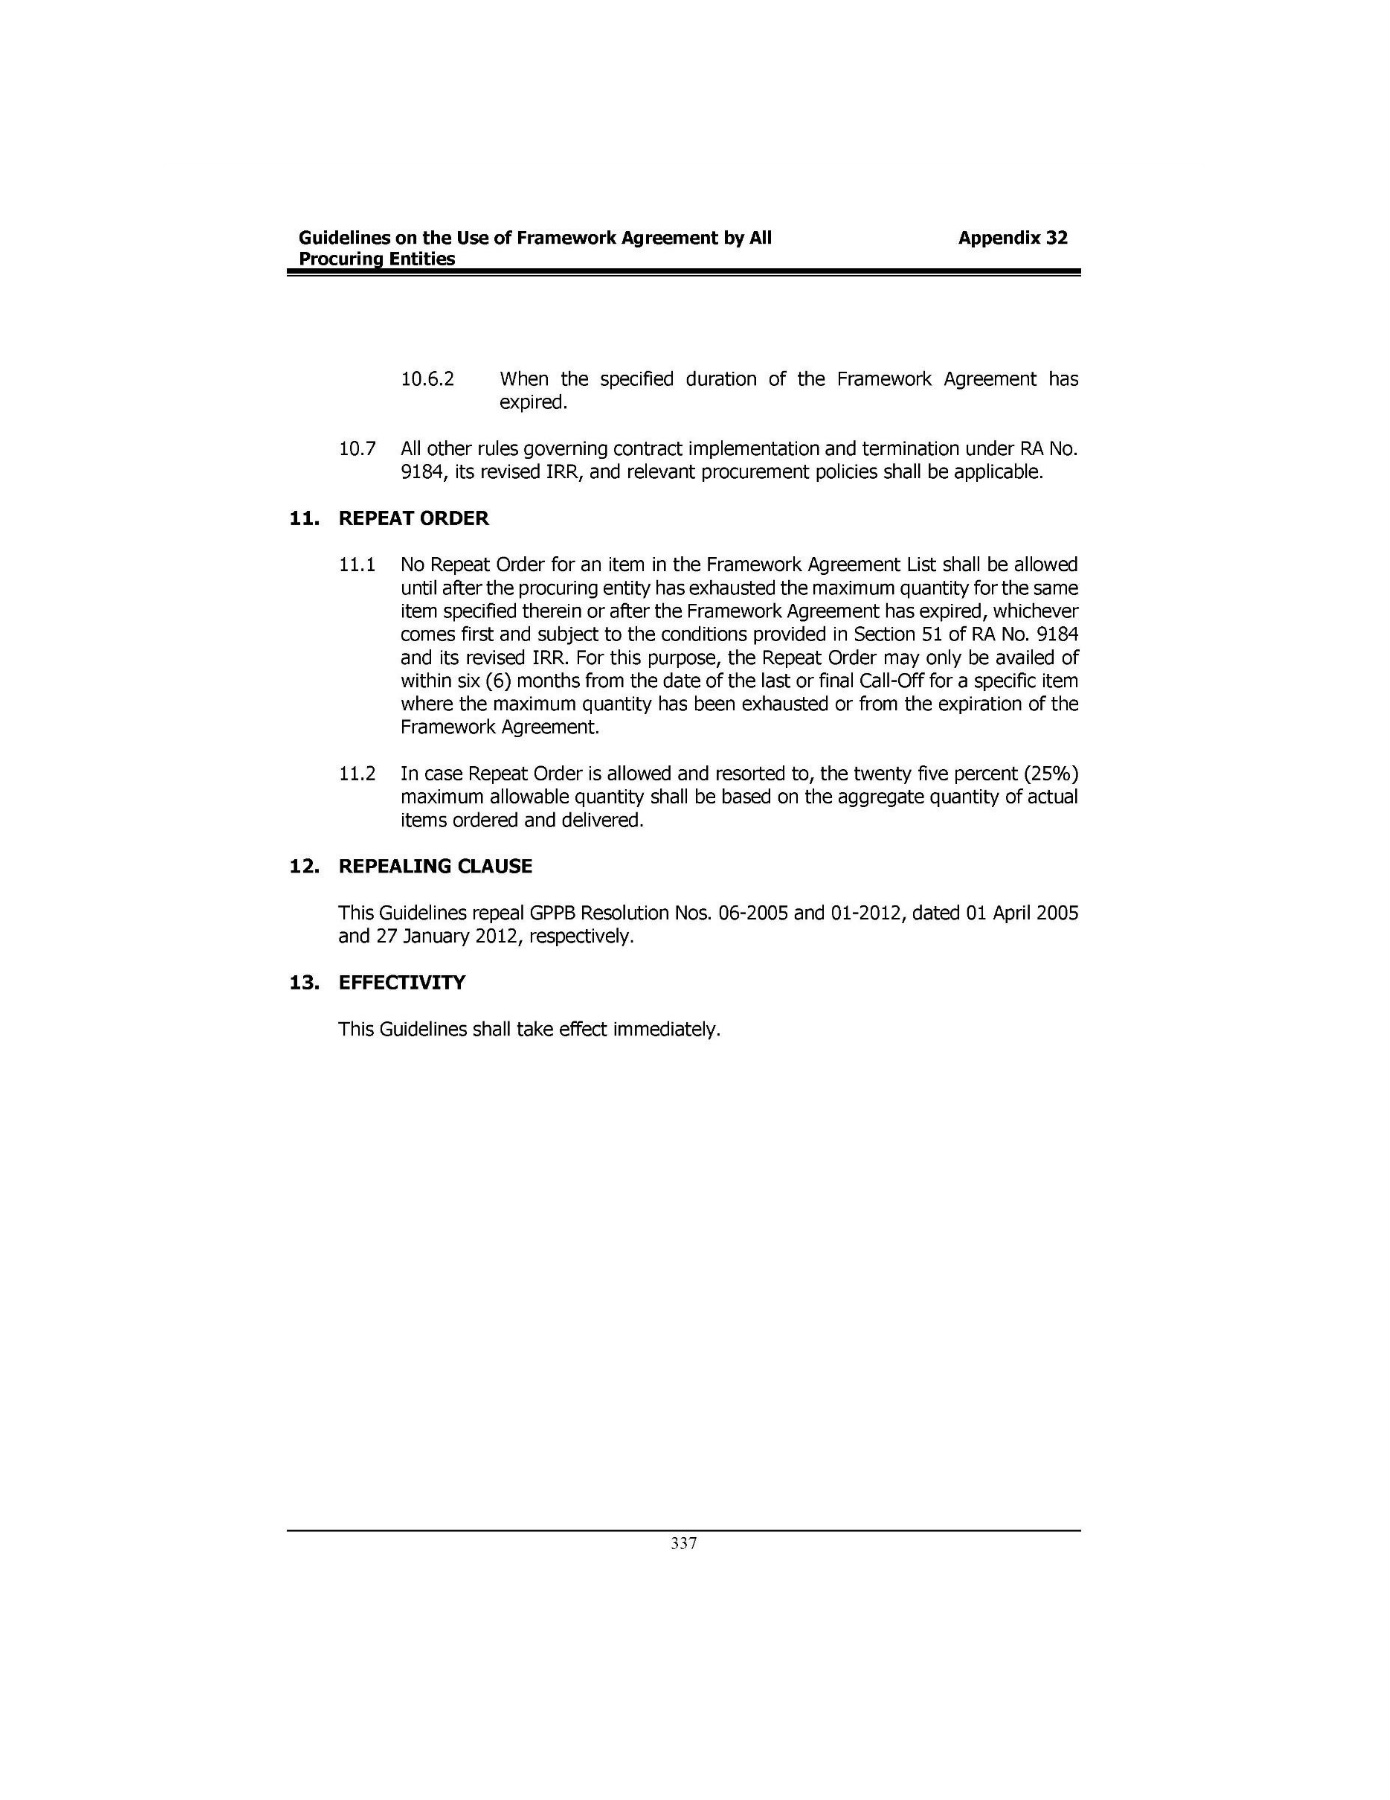 Guidelines on the Use of Framework Agreement by All Appendix 32
Procuring Entities
10.6.2 When the specified duration of the Framework Agreement has
expired.
10.7 All other rules governing contract implementation and termination under RA No.
9184, its revised IRR, and relevant procurement policies shall be applicable.
11. REPEAT ORDER
11.1 No Repeat Order for an item in the Framework Agreement List shall be allowed
until after the procuring entity has exhausted the maximum quantity for the same
item specified therein or after the Framework Agreement has expired, whichever
comes first and subject to the conditions provided in Section 51 of RA No. 9184
and its revised IRR. For this purpose, the Repeat Order may only be availed of
within six (6) months from the date of the last or final Call-Off for a specific item
where the maximum quantity has been exhausted or from the expiration of the
Framework Agreement.
11.2 In case Repeat Order is allowed and resorted to, the twenty five percent (25%)
maximum allowable quantity shall be based on the aggregate quantity of actual
items ordered and delivered.
12. REPEALING CLAUSE
This Guidelines repeal GPPB Resolution Nos. 06-2005 and 01-2012, dated 01 April 2005
and 27 January 2012, respectively.
13. EFFECTIVITY
This Guidelines shall take effect immediately.
337